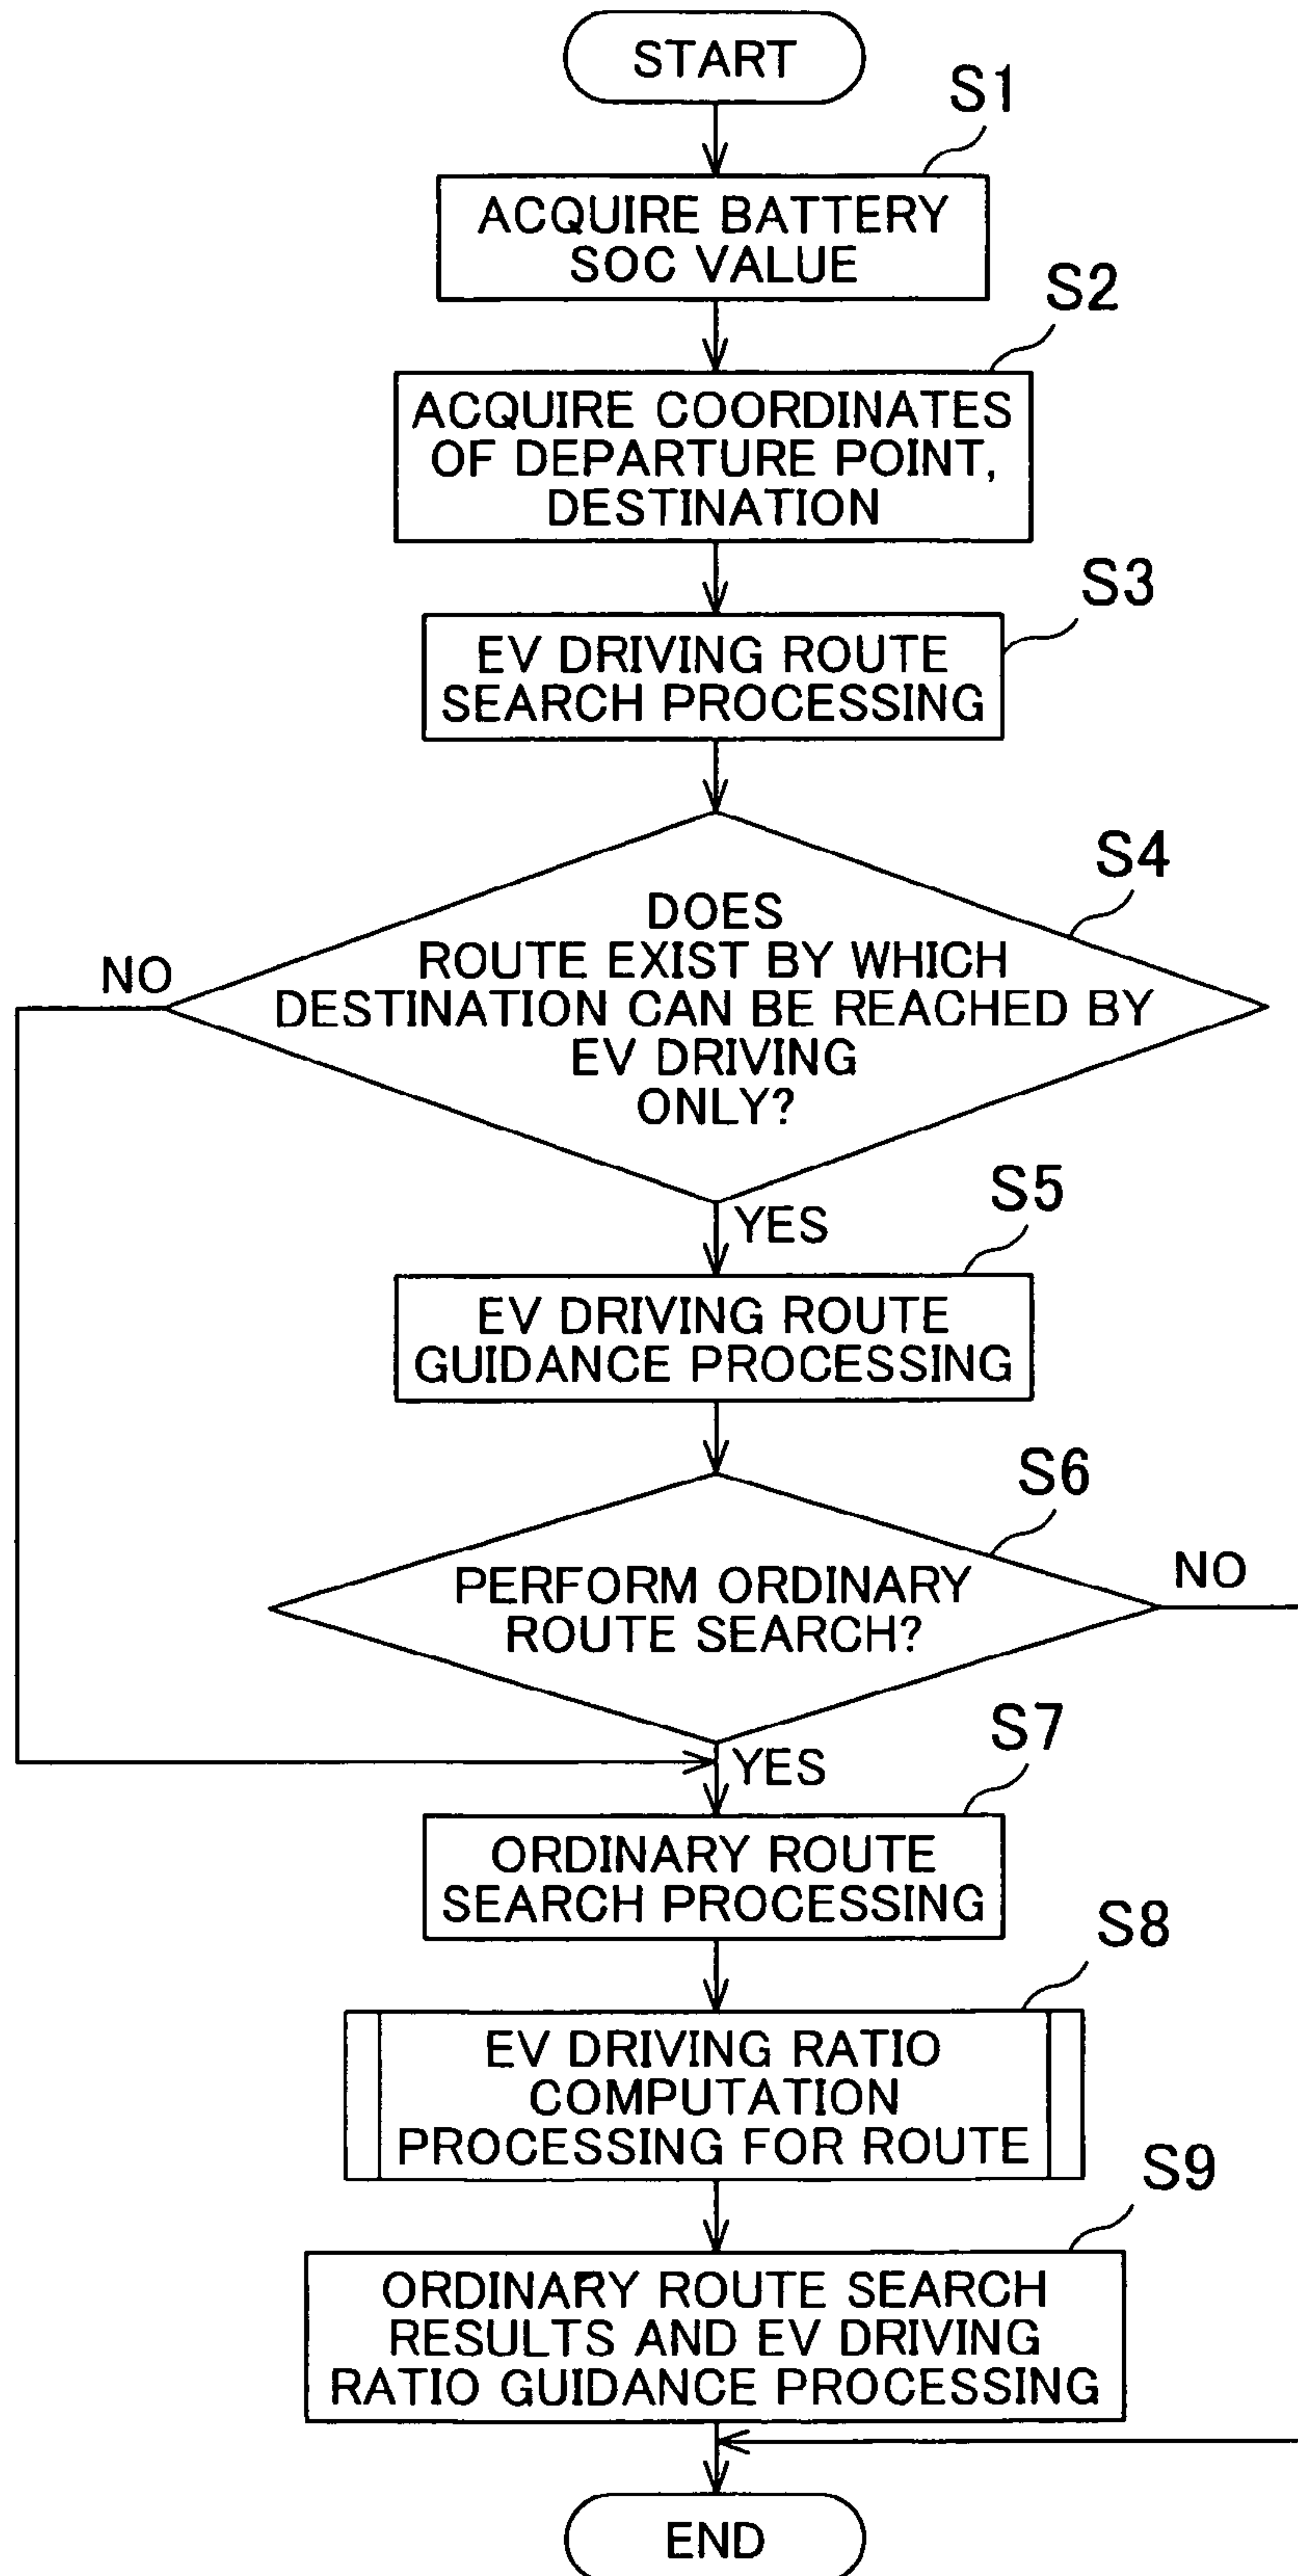 START
S1
ACQUIRE BATTERY
SOC VALUE
S2
ACQUIRE COORDINATES
OF DEPARTURE POINT,
DESTINATION
S3
EV DRIVING ROUTE
SEARCH PROCESSING
S4
DOES
ROUTE EXIST BY WHICH
DESTINATION CAN BE REACHED BY
EV DRIVING
ONLY?
NO
YES
S5
EV DRIVING ROUTE
GUIDANCE PROCESSING
S6
PERFORM ORDINARY
ROUTE SEARCH?
NO
YES
S7
ORDINARY ROUTE
SEARCH PROCESSING
S8
EV DRIVING RATIO
COMPUTATION
PROCESSING FOR ROUTE
S9
ORDINARY ROUTE SEARCH
RESULTS AND EV DRIVING
RATIO GUIDANCE PROCESSING
END